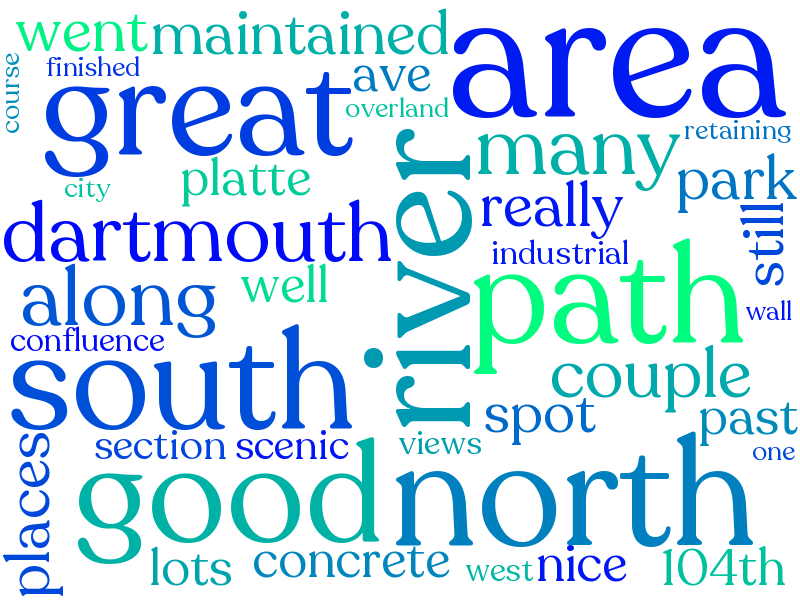 went
maintained
area
course
finished
ave
great
overland
river
many
retaining
city
platte
park
dartmouth
really
still
industrial
along
well
path
wall
confluence
south
couple
spot
past
places
section
scenic
views
one
good
north
lots
concrete
west
nice
104th